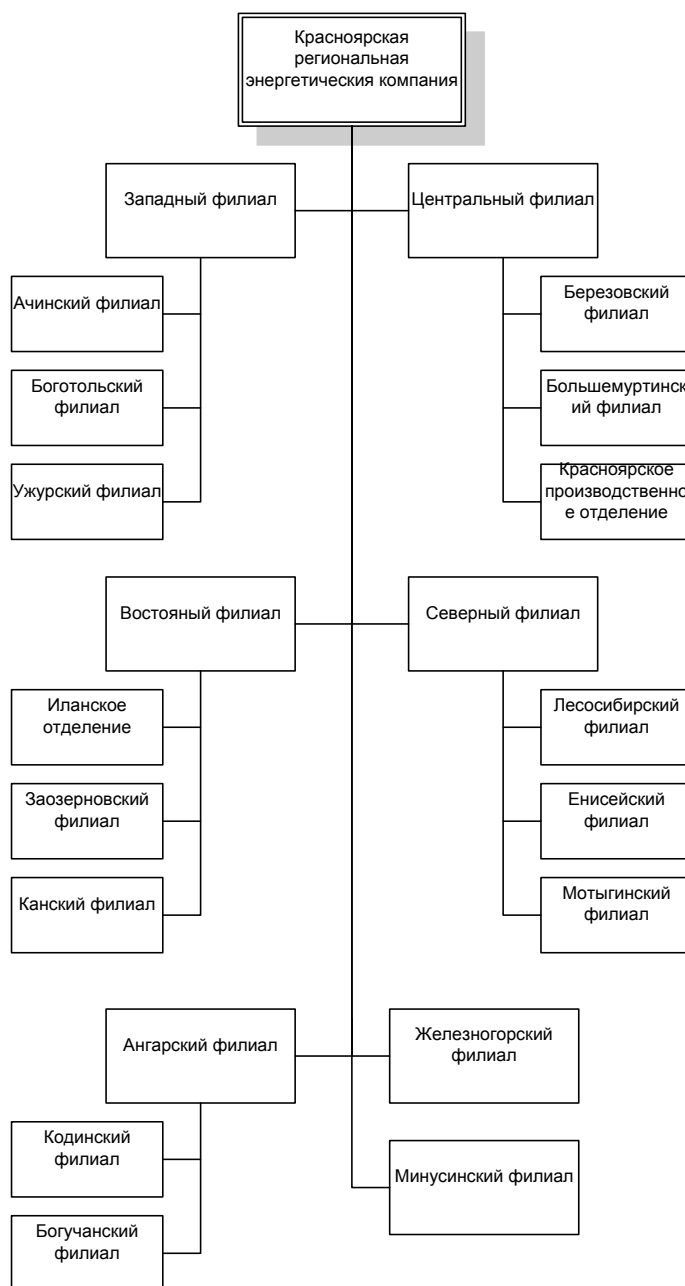 Красноярская
региональная
энергетическия компания
Западный филиал
Центральный филиал
Ачинский филиал
Березовский
филиал
Боготольский
филиал
Большемуртинск
ий филиал
Ужурский филиал
Красноярское
производственно
е отделение
Востояный филиал
Северный филиал
Иланское
отделение
Лесосибирский
филиал
Заозерновский
филиал
Енисейский
филиал
Канский филиал
Мотыгинский
филиал
Ангарский филиал
Железногорский
филиал
Кодинский
филиал
Минусинский филиал
Богучанский
филиал